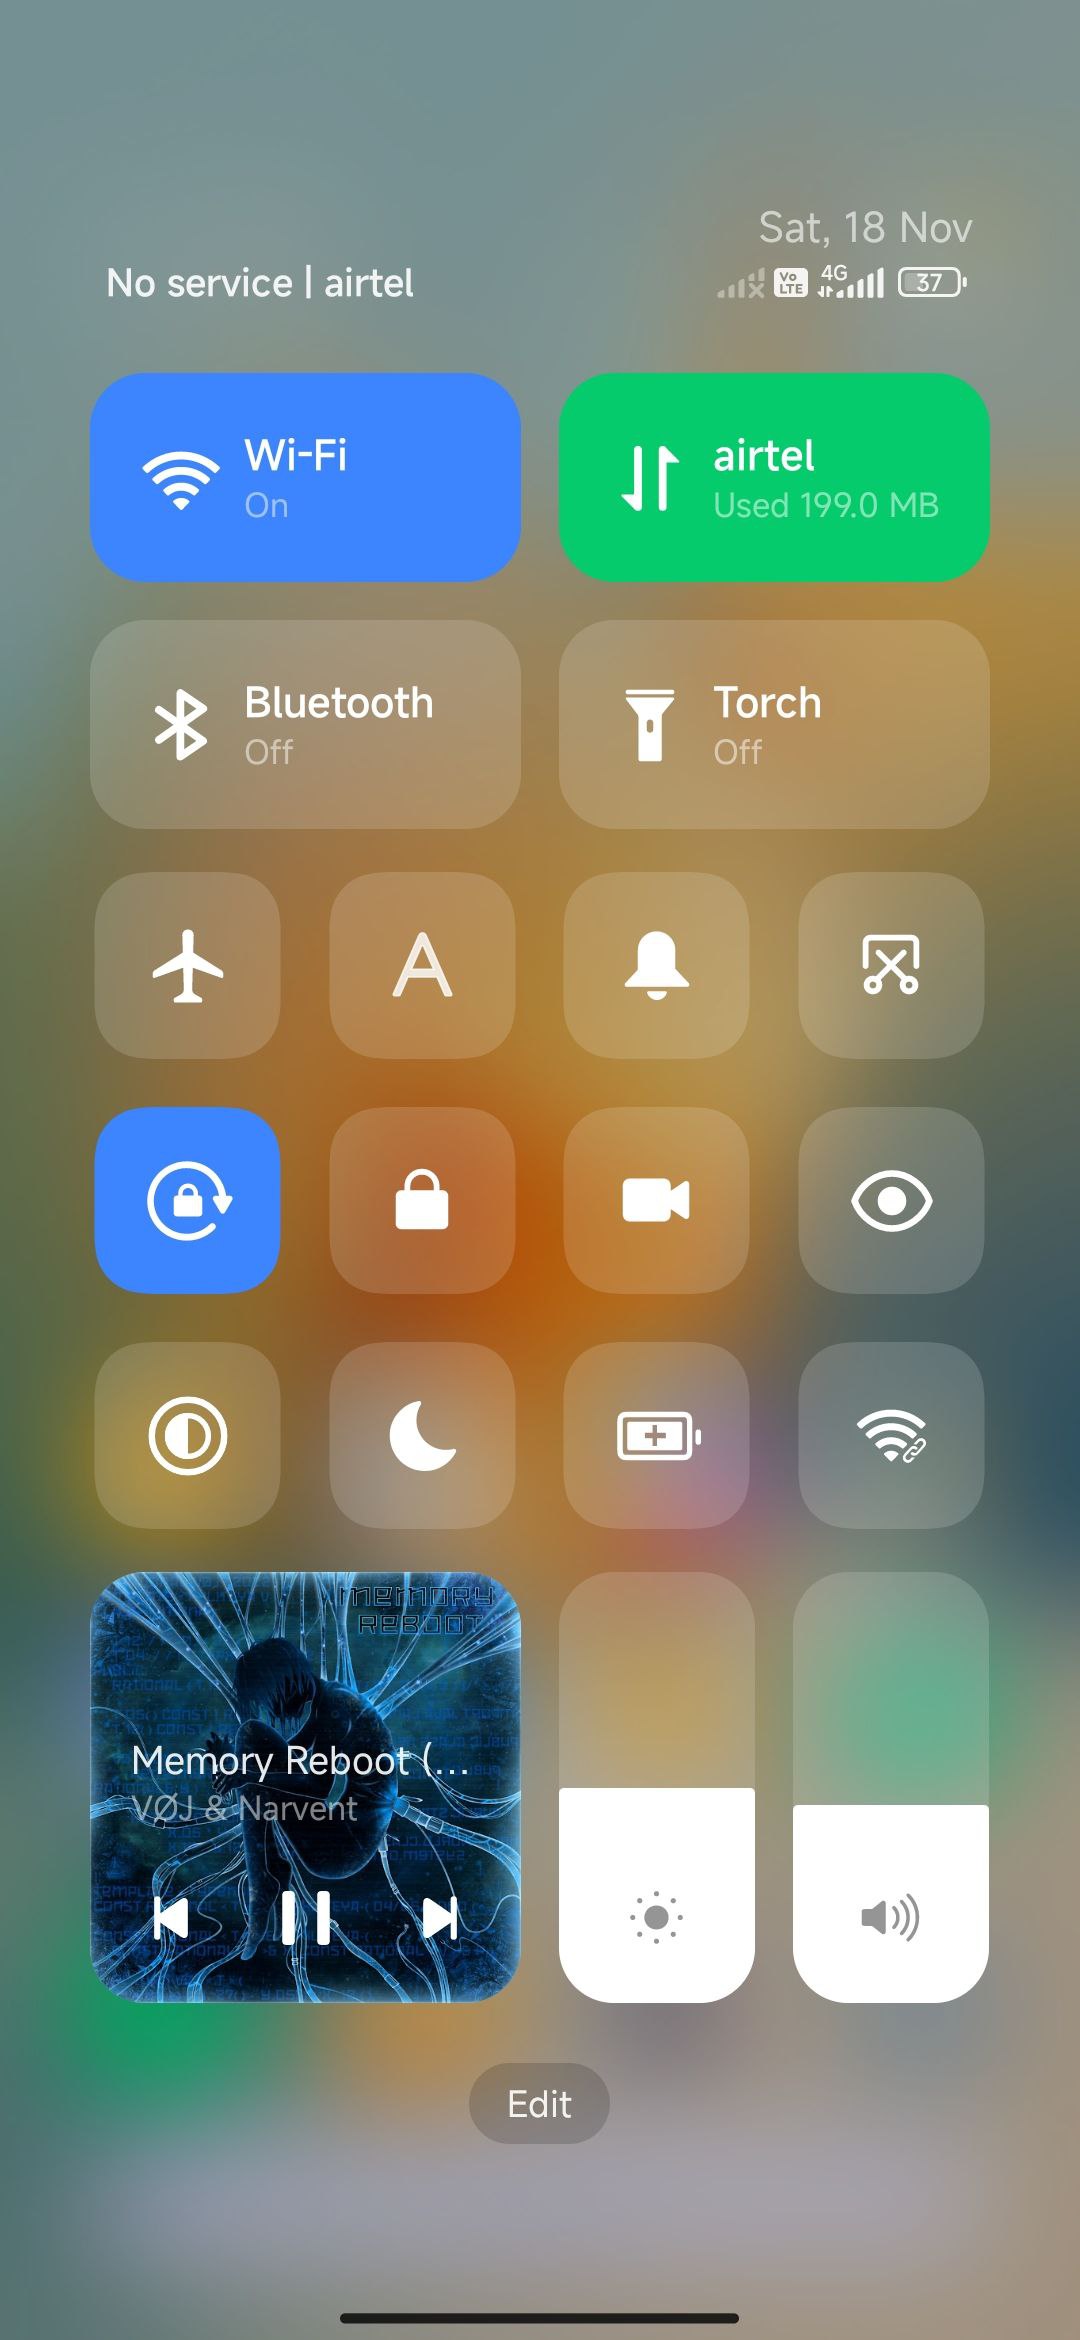 Sat, 18 Nov
No service | airtel
Vo LTE 4G 37
Wi-Fi
On
airtel
Used 199.0 MB
Bluetooth
Off
Torch
Off
A
MEMORY
REBOOT
Memory Reboot (...
VØJ & Narvent
Edit